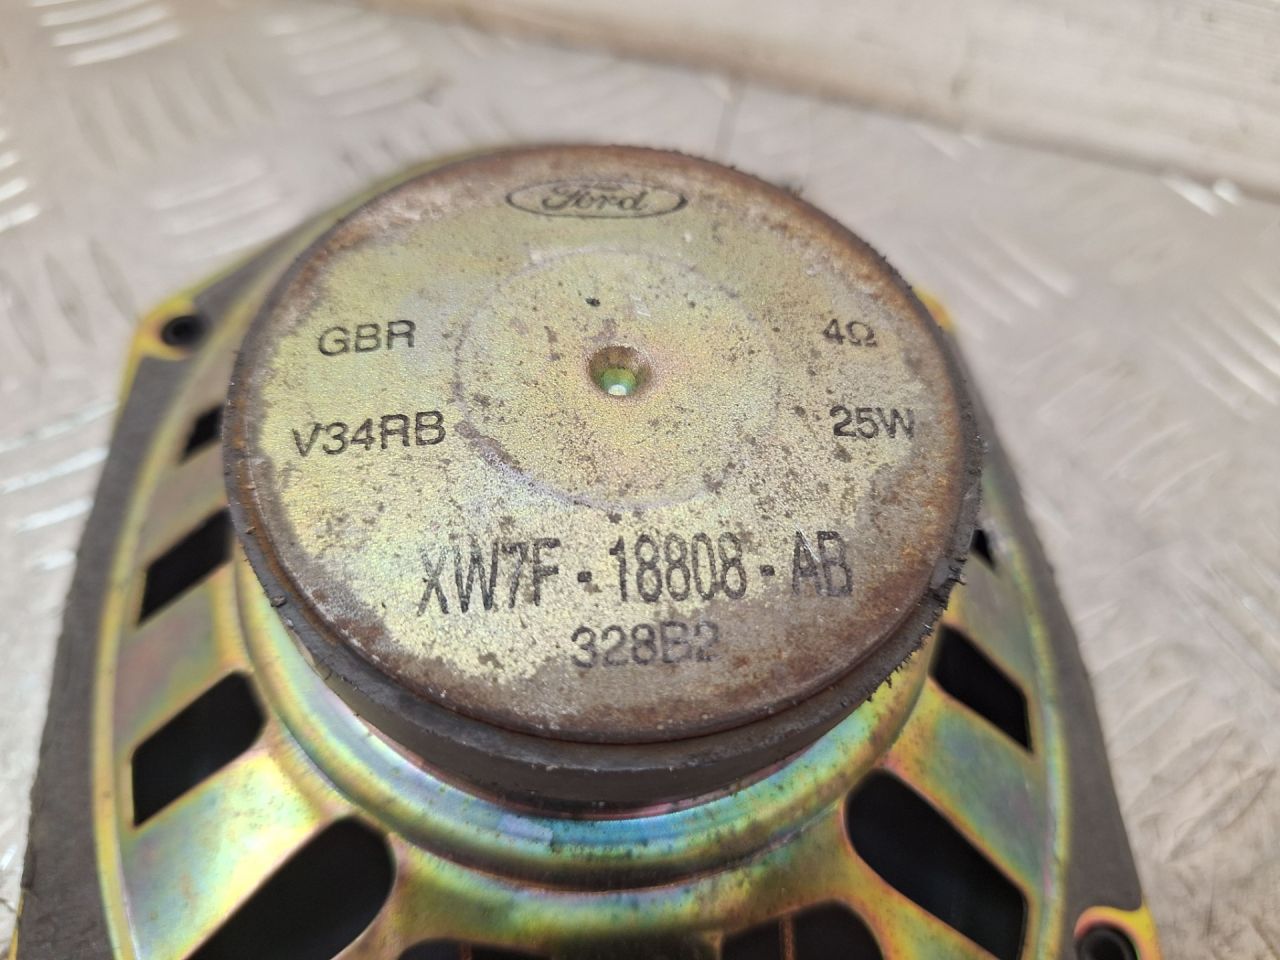 Ford
GBR 4Ω
V34RB 25W
XW7F-18808-AB
328B2